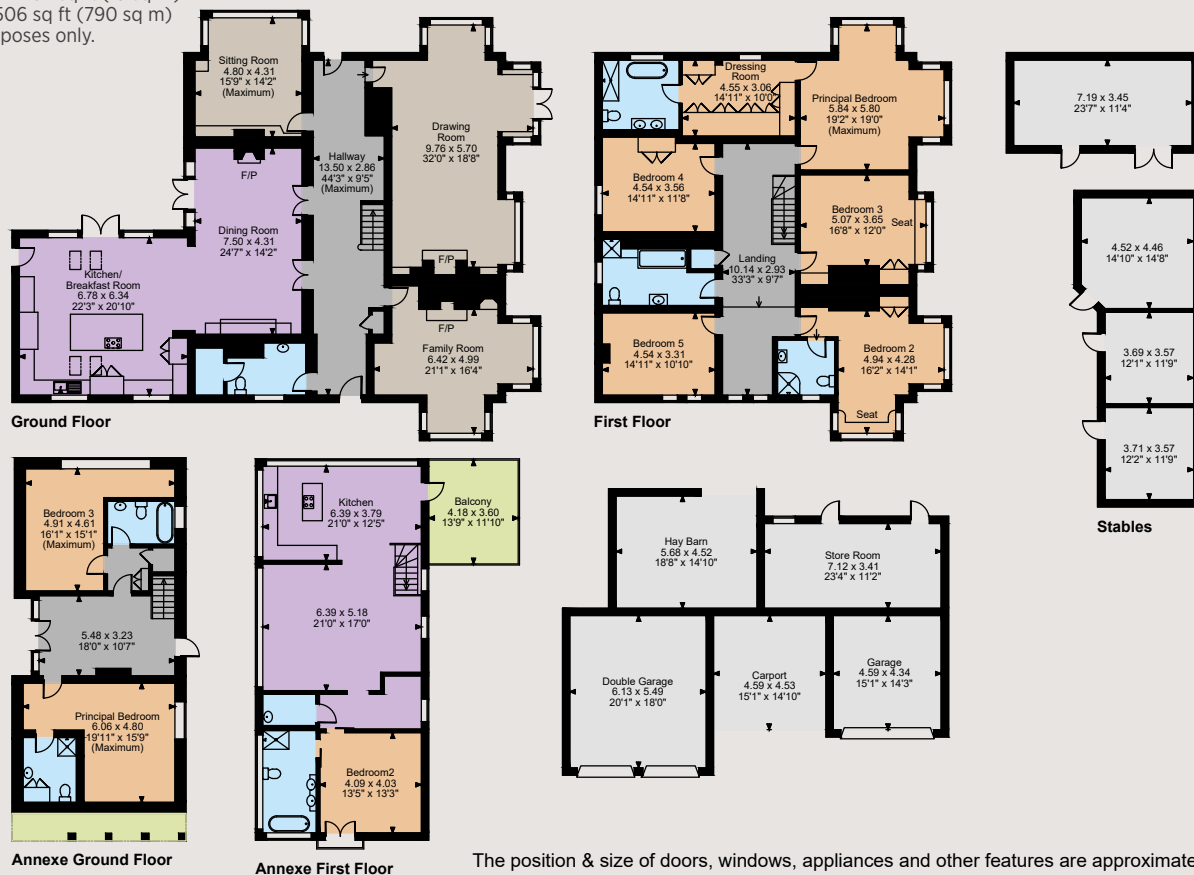 506 sq ft (790 sq m)
poses only.
Sitting Room
4.80 x 4.31
15'9" x 14'2"
(Maximum)
Hallway
13.50 x 2.86
44'3" x 9'5"
(Maximum)
Drawing
Room
9.76 x 5.70
32'0" x 18'8"
F/P
Dining Room
7.50 x 4.31
24'7" x 14'2"
Kitchen/
Breakfast Room
6.78 x 6.34
22'3" x 20'10"
F/P
F/P
Family Room
6.42 x 4.99
21'1" x 16'4"
Ground Floor
Dressing
Room
4.55 x 3.06
14'11" x 10'0"
Principal Bedroom
5.84 x 5.80
19'2" x 19'0"
(Maximum)
Bedroom 4
4.54 x 3.56
14'11" x 11'8"
Bedroom 3
5.07 x 3.65
16'8" x 12'0"
Seat
Landing
10.14 x 2.93
33'3" x 9'7"
Bedroom 5
4.54 x 3.31
14'11" x 10'10"
Bedroom 2
4.94 x 4.28
16'2" x 14'1"
Seat
First Floor
7.19 x 3.45
23'7" x 11'4"
4.52 x 4.46
14'10" x 14'8"
3.69 x 3.57
12'1" x 11'9"
3.71 x 3.57
12'2" x 11'9"
Stables
Bedroom 3
4.91 x 4.61
16'1" x 15'1"
(Maximum)
5.48 x 3.23
18'0" x 10'7"
Principal Bedroom
6.06 x 4.80
19'11" x 15'9"
(Maximum)
Annexe Ground Floor
Kitchen
6.39 x 3.79
21'0" x 12'5"
Balcony
4.18 x 3.60
13'9" x 11'10"
6.39 x 5.18
21'0" x 17'0"
Bedroom2
4.09 x 4.03
13'5" x 13'3"
Annexe First Floor
Hay Barn
5.68 x 4.52
18'8" x 14'10"
Store Room
7.12 x 3.41
23'4" x 11'2"
Double Garage
6.13 x 5.49
20'1" x 18'0"
Carport
4.59 x 4.53
15'1" x 14'10"
Garage
4.59 x 4.34
15'1" x 14'3"
The position & size of doors, windows, appliances and other features are approximate